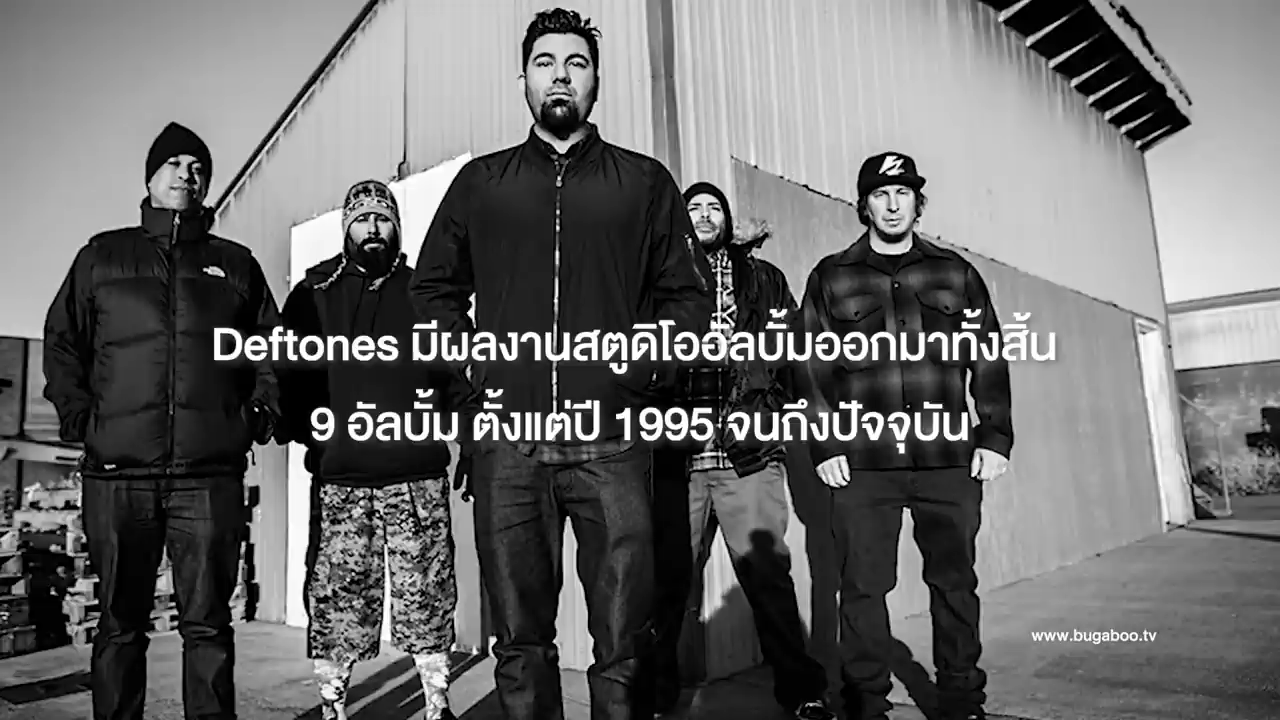 Deftones มีผลงานสตูดิโออัลบั้มออกมาทั้งสิ้น
9 อัลบั้ม ตั้งแต่ปี 1995 จนถึงปัจจุบัน
www.bugaboo.tv